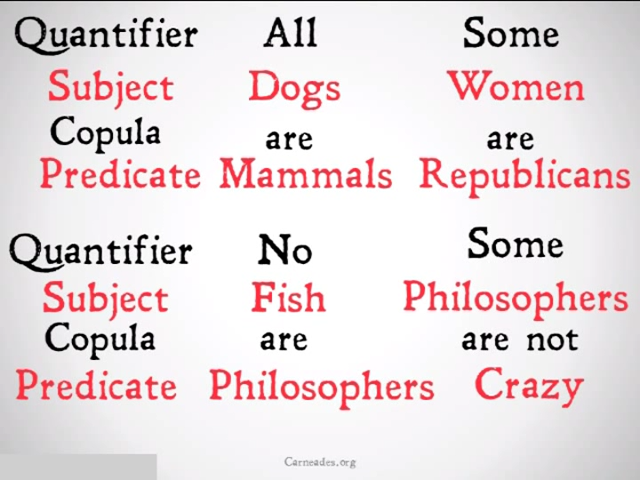 Quantifier All Some
Subject Dogs Women
Copula are are
Predicate Mammals Republicans
Quantifier No Some
Subject Fish Philosophers
Copula are are not
Predicate Philosophers Crazy
Carneades.org